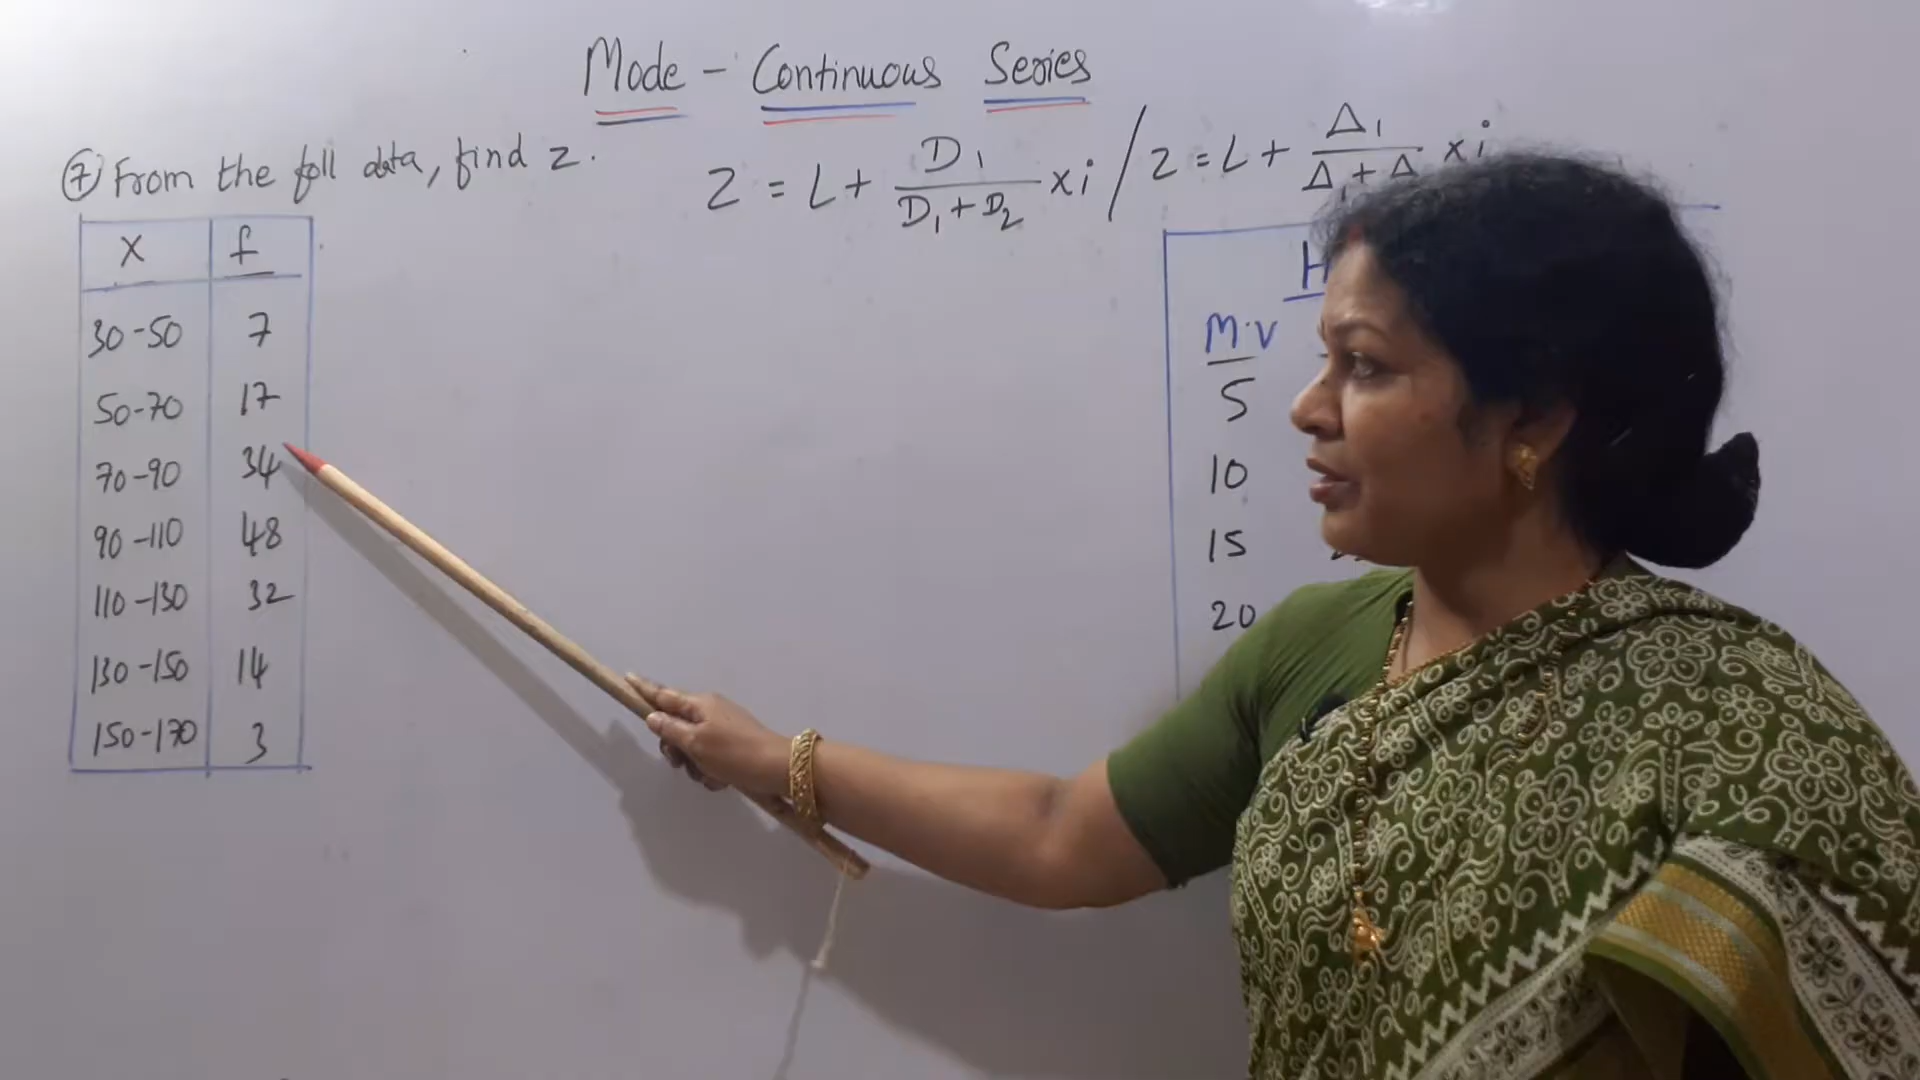 Mode - Continuous Series
⑦ From the foll data, find Z.
Z = L + D₁ / D₁ + D₂ x i / Z = L + Δ₁ / Δ₁ + Δ x i
X f
30-50 7
50-70 17
70-90 34
90-110 48
110-130 32
130-150 14
150-170 3
H
M.V
5
10
15
20